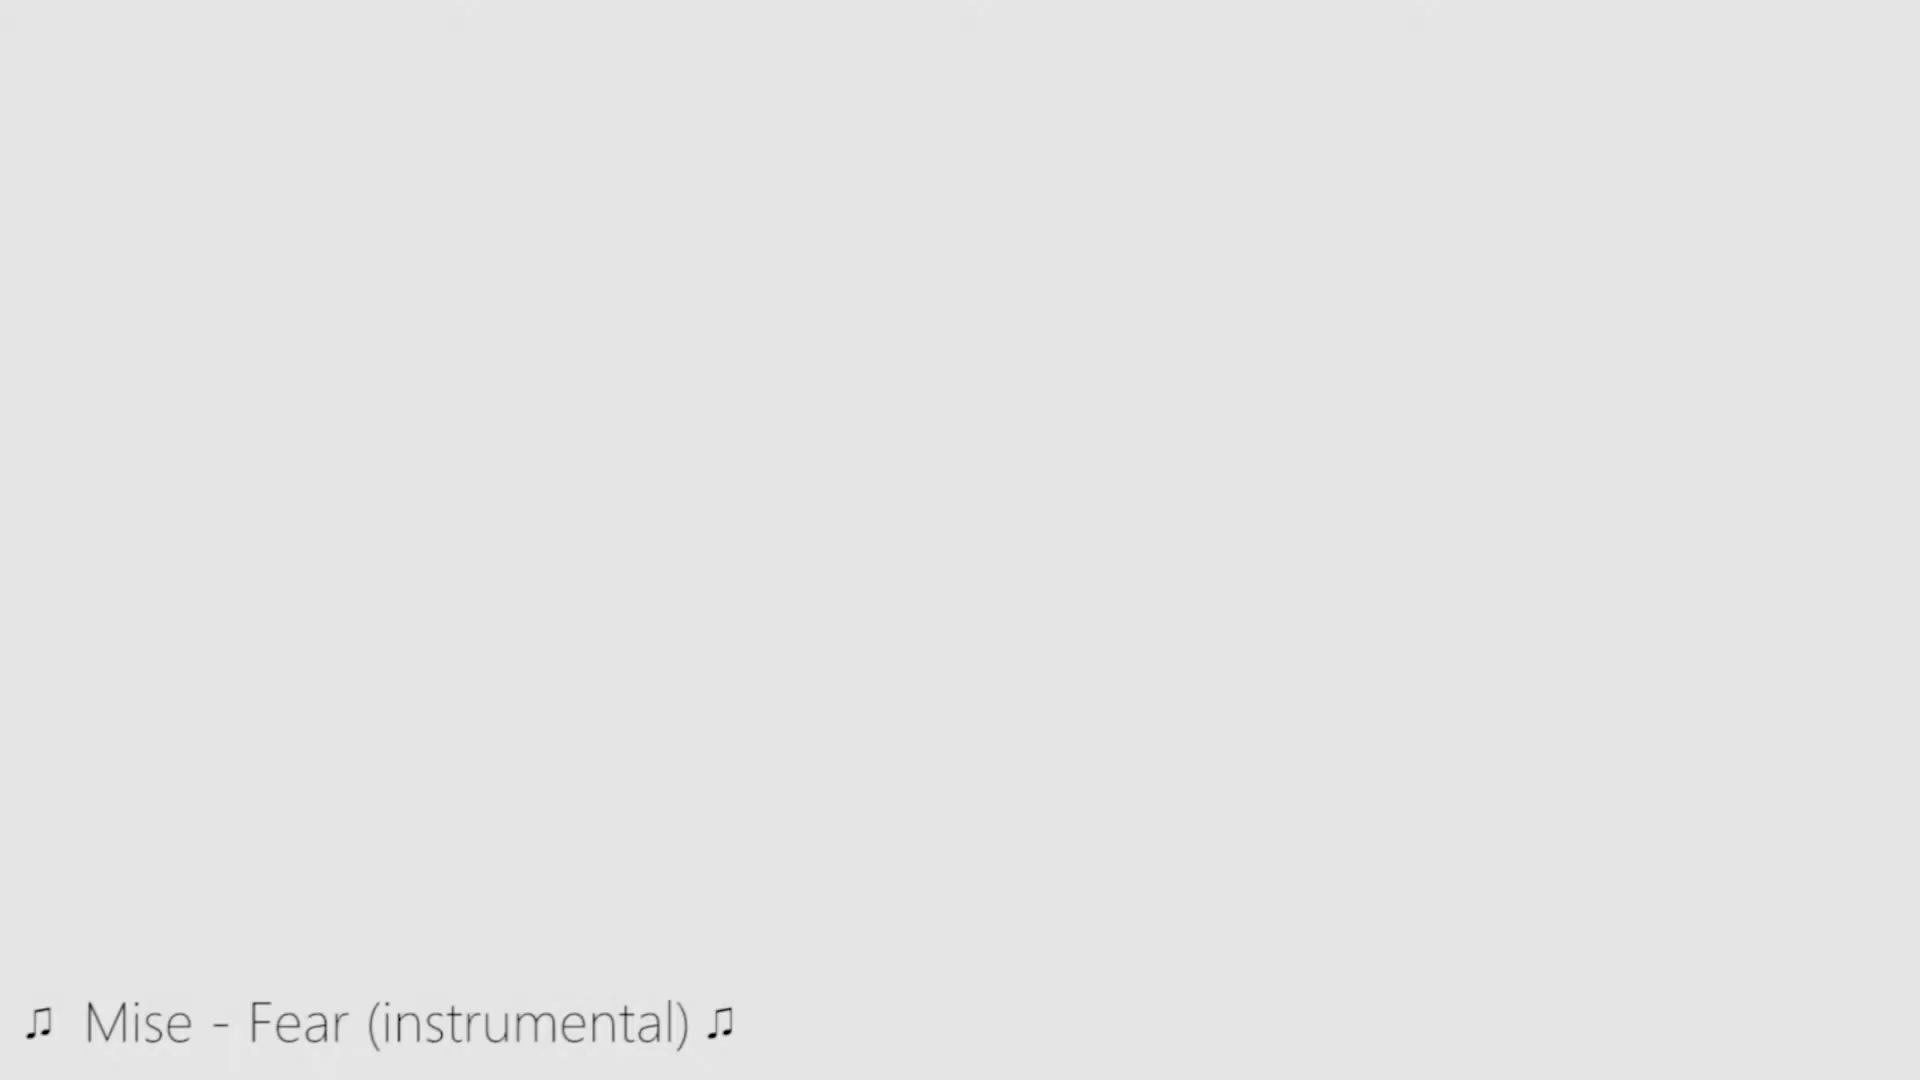 ♫ Mise - Fear (instrumental) ♫